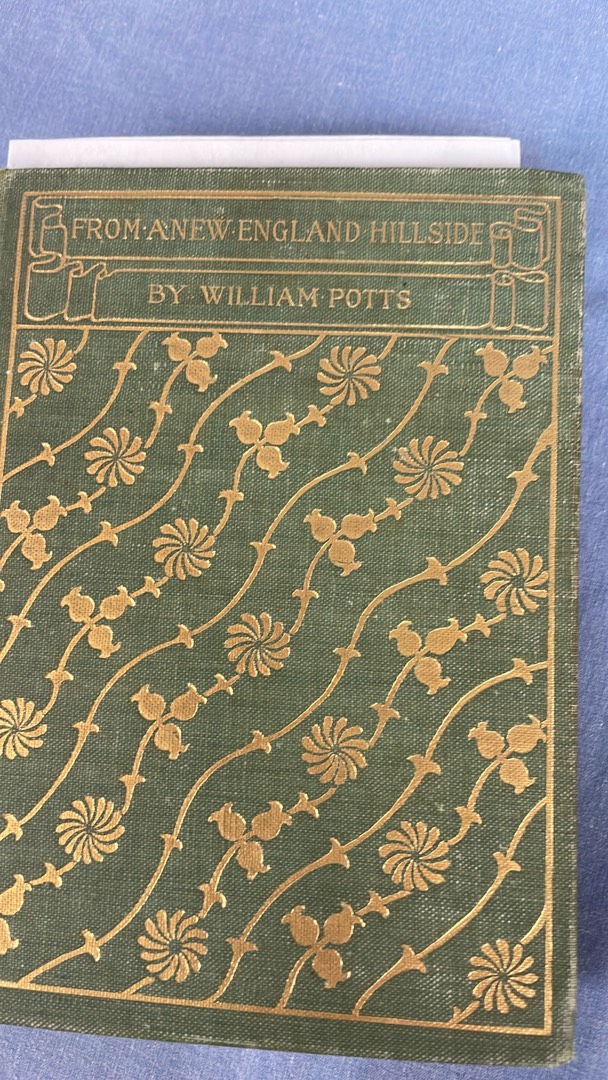 FROM·A·NEW·ENGLAND HILLSIDE
BY·WILLIAM POTTS